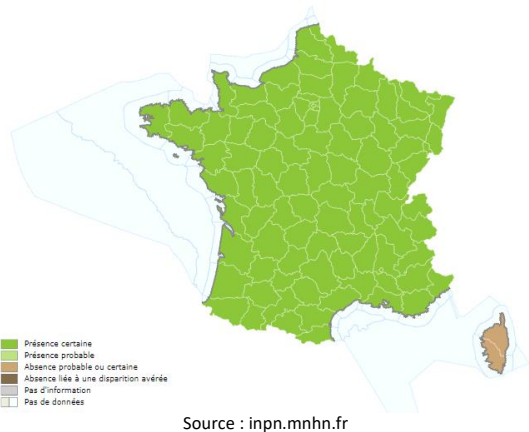 Présence certaine
Présence probable
Absence probable ou certaine
Absence liée à une disparition avérée
Pas d'information
Pas de données
Source : inpn.mnhn.fr